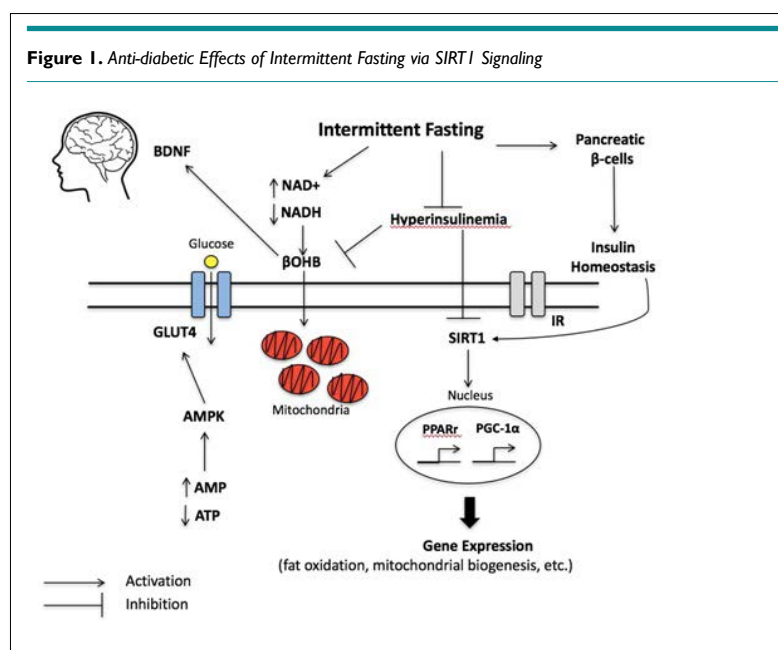 Figure 1. Anti-diabetic Effects of Intermittent Fasting via SIRT1 Signaling
Intermittent Fasting
BDNF
↑ NAD+
↓ NADH
βOHB
Hyperinsulinemia
Pancreatic
β-cells
Insulin
Homeostasis
Glucose
GLUT4
IR
SIRT1
Mitochondria
Nucleus
PPARr PGC-1α
AMPK
↑ AMP
↓ ATP
Gene Expression
(fat oxidation, mitochondrial biogenesis, etc.)
Activation
Inhibition